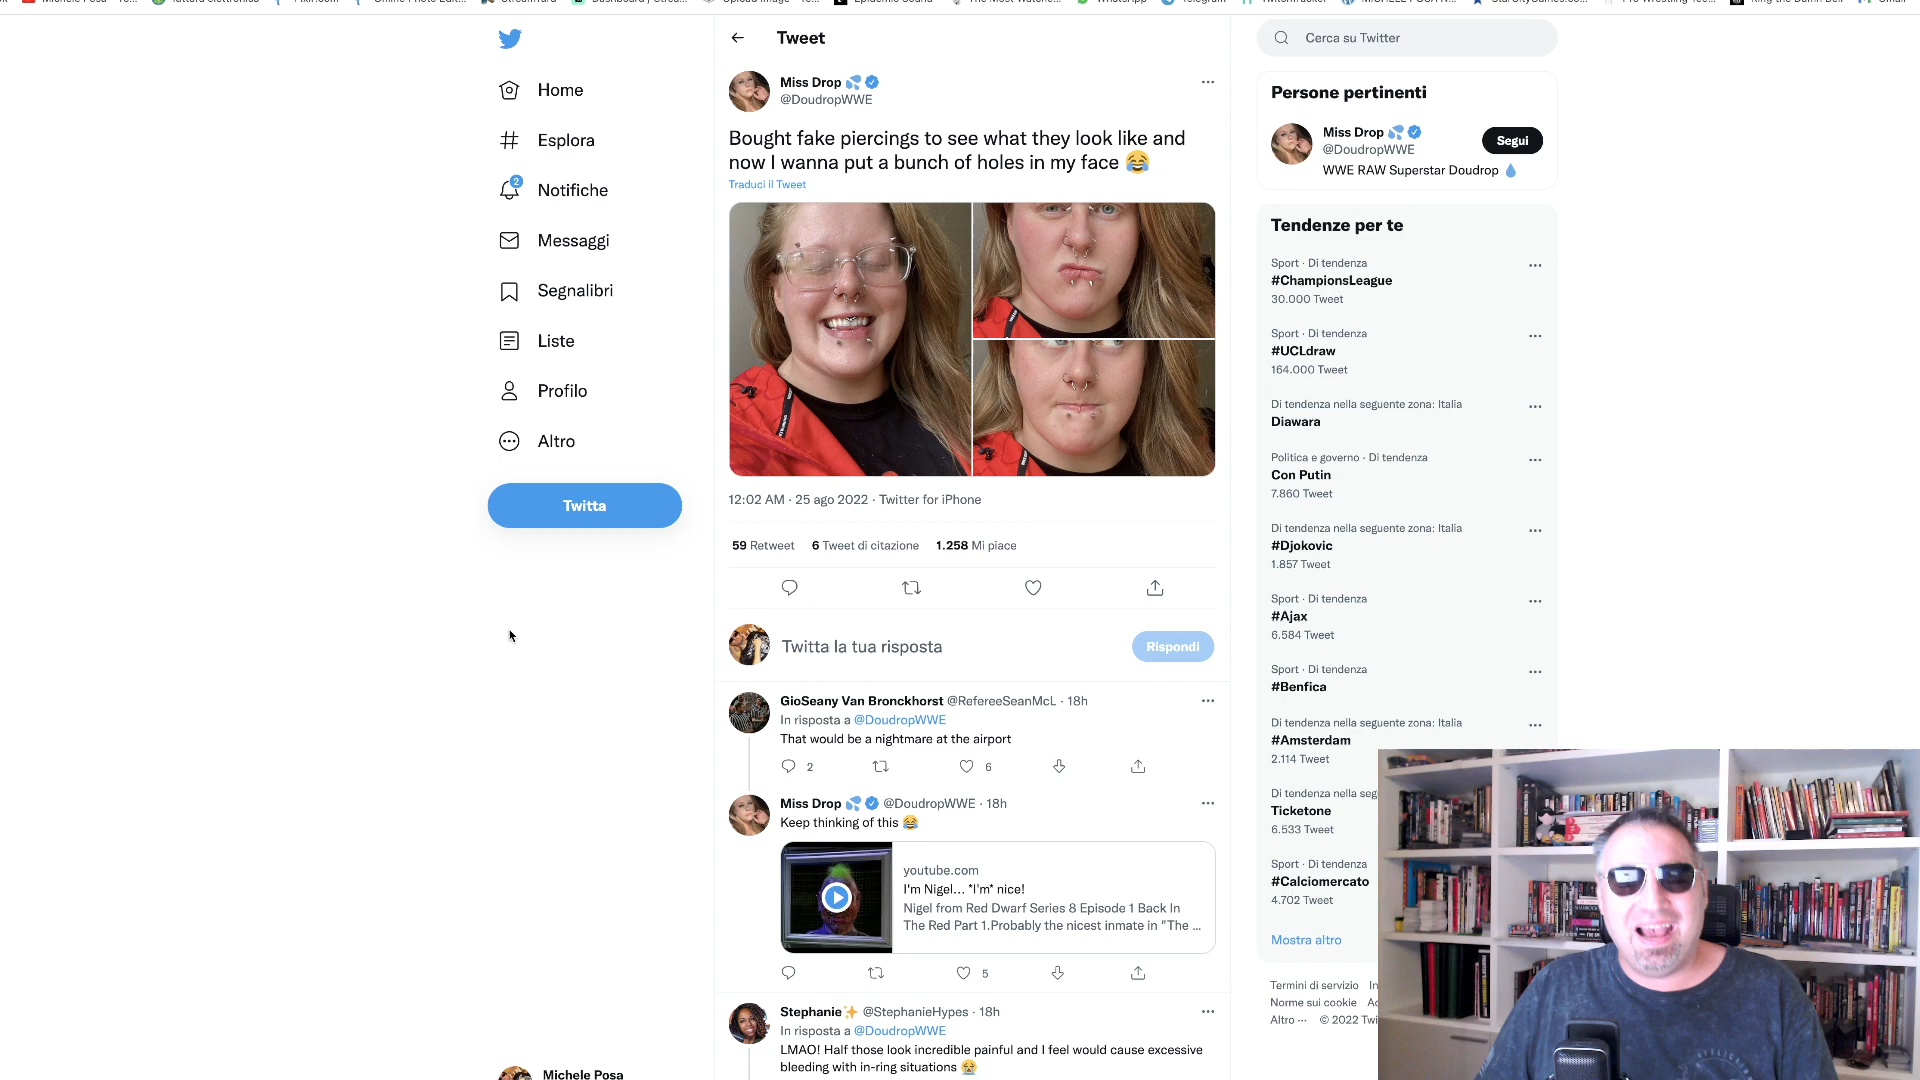 Home
Esplora
2
Notifiche
Messaggi
Segnalibri
Liste
Profilo
Altro
Twitta
Michele Posa
Tweet
Miss Drop
@DoudropWWE
Bought fake piercings to see what they look like and
now I wanna put a bunch of holes in my face
Traduci il Tweet
12:02 AM · 25 ago 2022 · Twitter for iPhone
59 Retweet 6 Tweet di citazione 1.258 Mi piace
Twitta la tua risposta
Rispondi
GioSeany Van Bronckhorst @RefereeSeanMcL · 18h
In risposta a @DoudropWWE
That would be a nightmare at the airport
2 6
Miss Drop @DoudropWWE · 18h
Keep thinking of this
youtube.com
I'm Nigel... *I'm* nice!
Nigel from Red Dwarf Series 8 Episode 1 Back In
The Red Part 1.Probably the nicest inmate in "The ...
5
Stephanie @StephanieHypes · 18h
In risposta a @DoudropWWE
LMAO! Half those look incredible painful and I feel would cause excessive
bleeding with in-ring situations
Cerca su Twitter
Persone pertinenti
Miss Drop
@DoudropWWE
Segui
WWE RAW Superstar Doudrop
Tendenze per te
Sport · Di tendenza
#ChampionsLeague
30.000 Tweet
Sport · Di tendenza
#UCLdraw
164.000 Tweet
Di tendenza nella seguente zona: Italia
Diawara
Politica e governo · Di tendenza
Con Putin
7.860 Tweet
Di tendenza nella seguente zona: Italia
#Djokovic
1.857 Tweet
Sport · Di tendenza
#Ajax
6.584 Tweet
Sport · Di tendenza
#Benfica
Di tendenza nella seguente zona: Italia
#Amsterdam
2.114 Tweet
Di tendenza nella seg
Ticketone
6.533 Tweet
Sport · Di tendenza
#Calciomercato
4.702 Tweet
Mostra altro
Termini di servizio
Norme sui cookie
Altro ··· © 2022 Twi